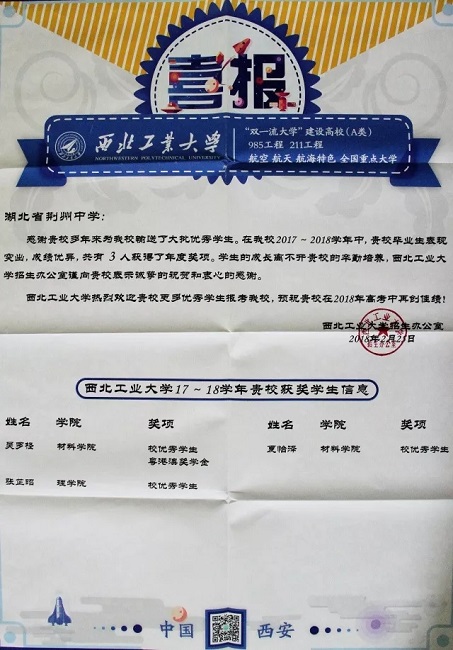 喜报
西北工业大学
NORTHWESTERN POLYTECHNICAL UNIVERSITY
"双一流大学"建设高校(A类)
985工程 211工程
航空 航天 航海特色 全国重点大学
湖北省荆州中学:
感谢贵校多年来为我校输送了大批优秀学生。在我校2017~2018学年中,贵校毕业生表现
突出,成绩优异,共有 3 人获得了年度奖项。学生的成长离不开贵校的辛勤培养,西北工业大
学招生办公室谨向贵校表示诚挚的祝贺和衷心的感谢。
西北工业大学热烈欢迎贵校更多优秀学生报考我校,预祝贵校在2018年高考中再创佳绩!
西北工业大学招生办公室
2018年2月23日
西北工业大学17~18学年贵校获奖学生信息
姓名 学院 奖项 姓名 学院 奖项
吴罗棪 材料学院 校优秀学生 夏怡泽 材料学院 校优秀学生
粤港澳奖学金
张芷昭 理学院 校优秀学生
中国 西安